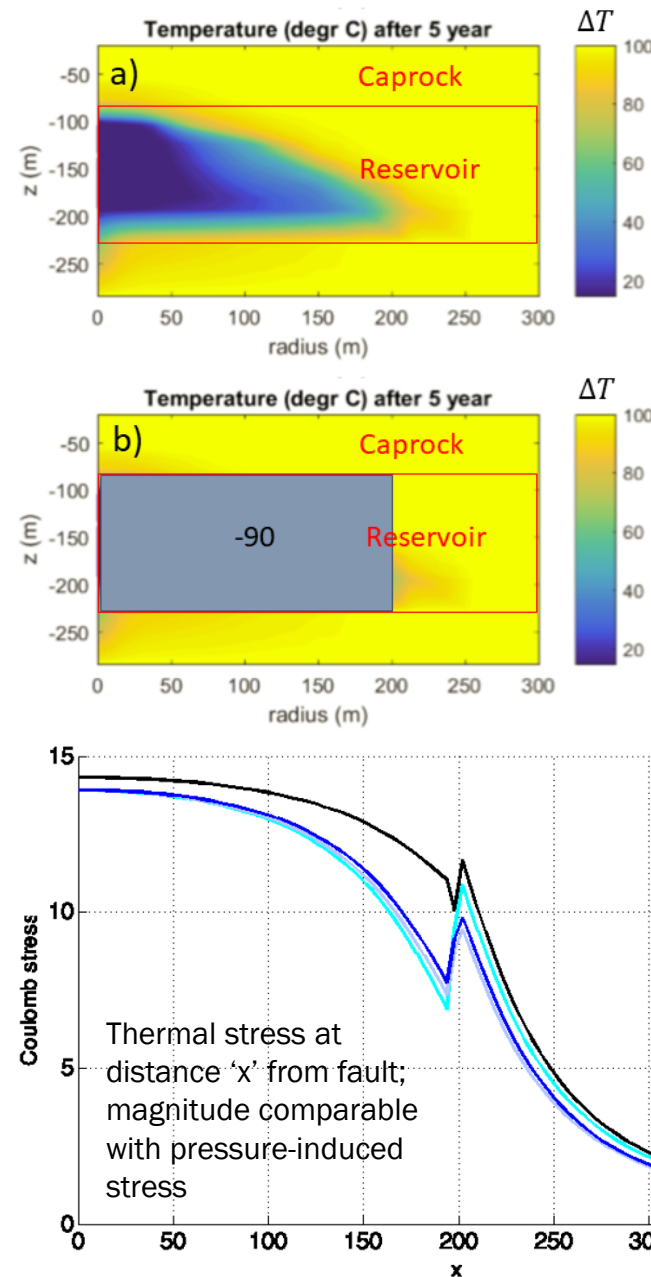 ΔT
Temperature (degr C) after 5 year
a)
Caprock
Reservoir
-50
-100
-150
-200
-250
z (m)
0 50 100 150 200 250 300
radius (m)
100
80
60
40
20
ΔT
Temperature (degr C) after 5 year
b)
Caprock
-90
Reservoir
-50
-100
-150
-200
-250
z (m)
0 50 100 150 200 250 300
radius (m)
100
80
60
40
20
15
10
5
0
Coulomb stress
Thermal stress at
distance ‘x’ from fault;
magnitude comparable
with pressure-induced
stress
0 50 100 150 200 250
x